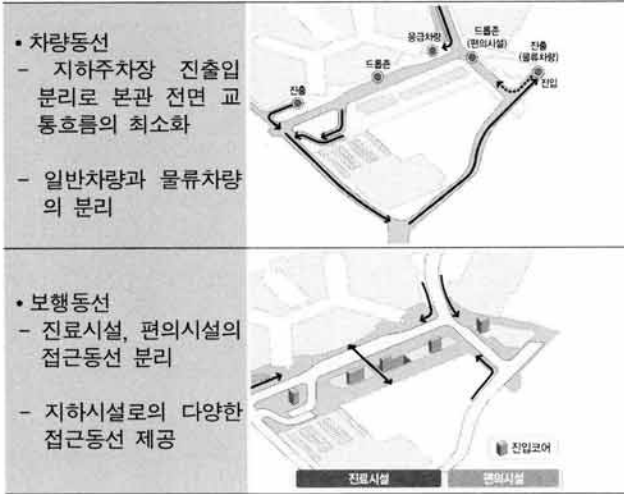 • 차량동선
– 지하주차장 진출입
분리로 본관 전면 교
통흐름의 최소화
– 일반차량과 물류차량
의 분리
응급차량
드롭존
(편의시설)
진출
(물류차량)
진입
드롭존
진출
• 보행동선
– 진료시설, 편의시설의
접근동선 분리
– 지하시설로의 다양한
접근동선 제공
진입코어
진료시설
편의시설